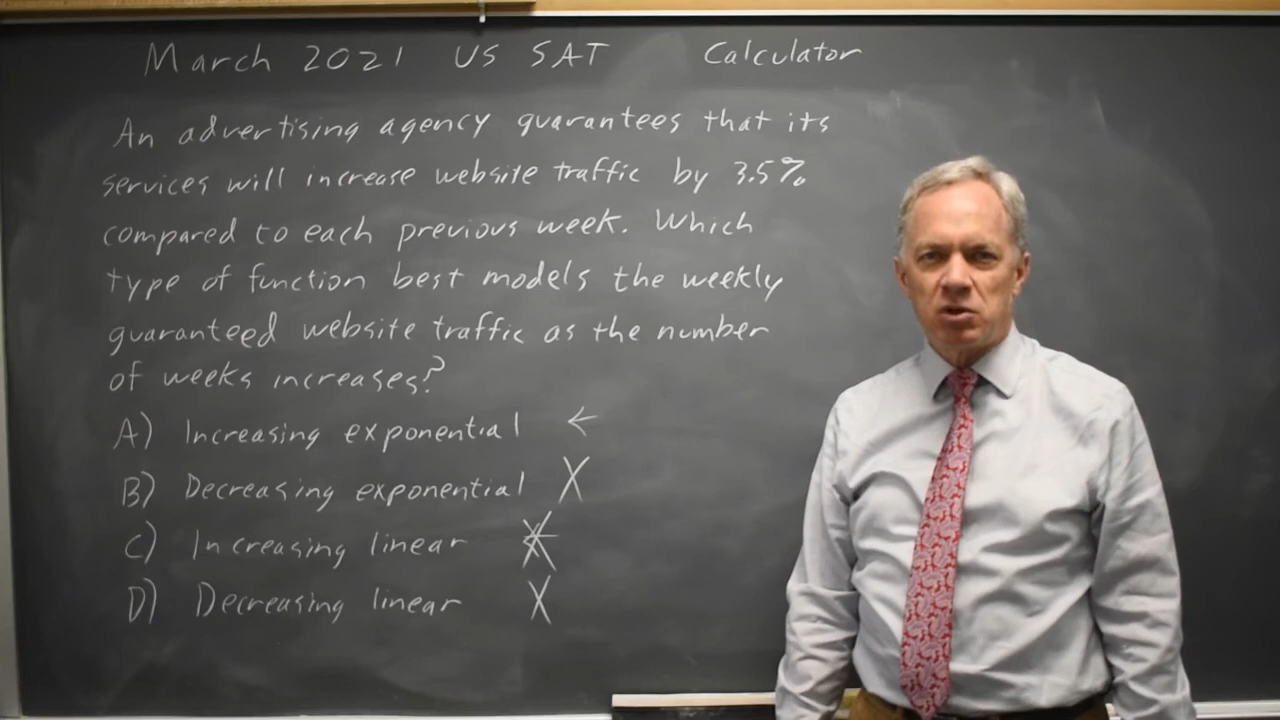 March 2021 US SAT Calculator
An advertising agency guarantees that its
services will increase website traffic by 3.5%
compared to each previous week. Which
type of function best models the weekly
guaranteed website traffic as the number
of weeks increases?
A) Increasing exponential ←
B) Decreasing exponential X
C) Increasing linear X
D) Decreasing linear X